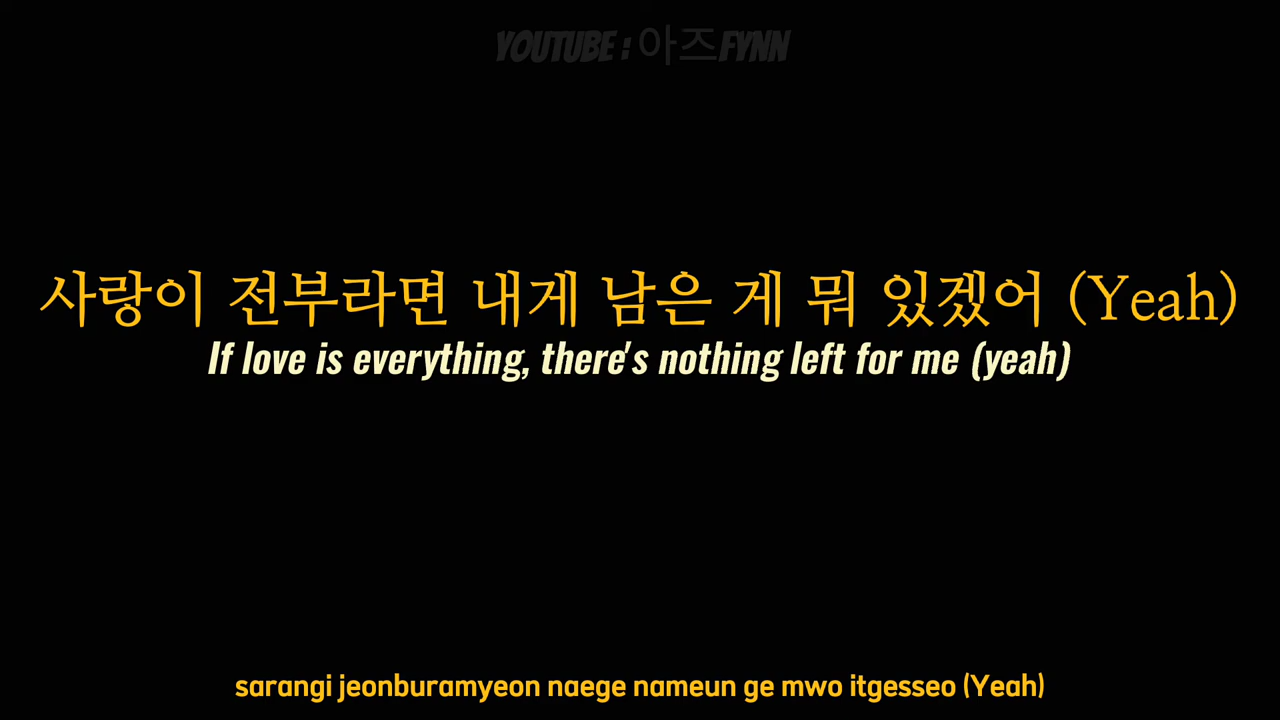 YOUTUBE : 아즈FYNN
사랑이 전부라면 내게 남은 게 뭐 있겠어 (Yeah)
If love is everything, there's nothing left for me (yeah)
sarangi jeonburamyeon naege nameun ge mwo itgesseo (Yeah)